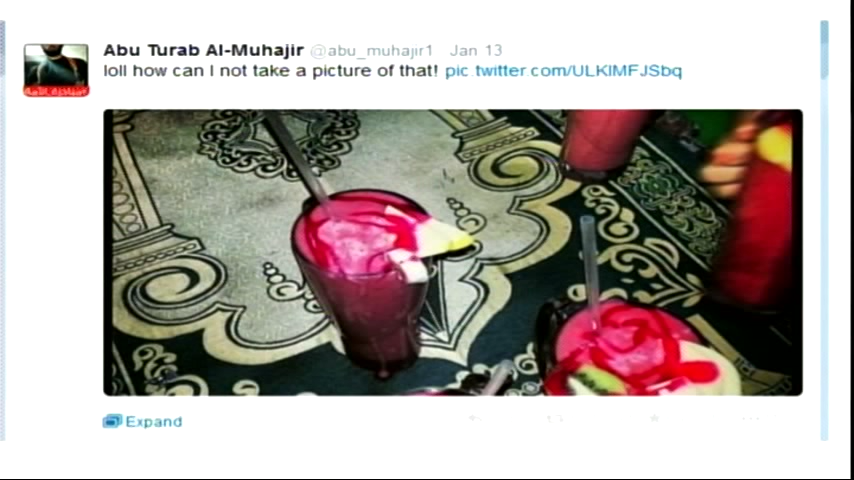 Abu Turab Al-Muhajir @abu_muhajir1 Jan 13
loll how can I not take a picture of that! pic.twitter.com/ULKIMFJSbq
Expand